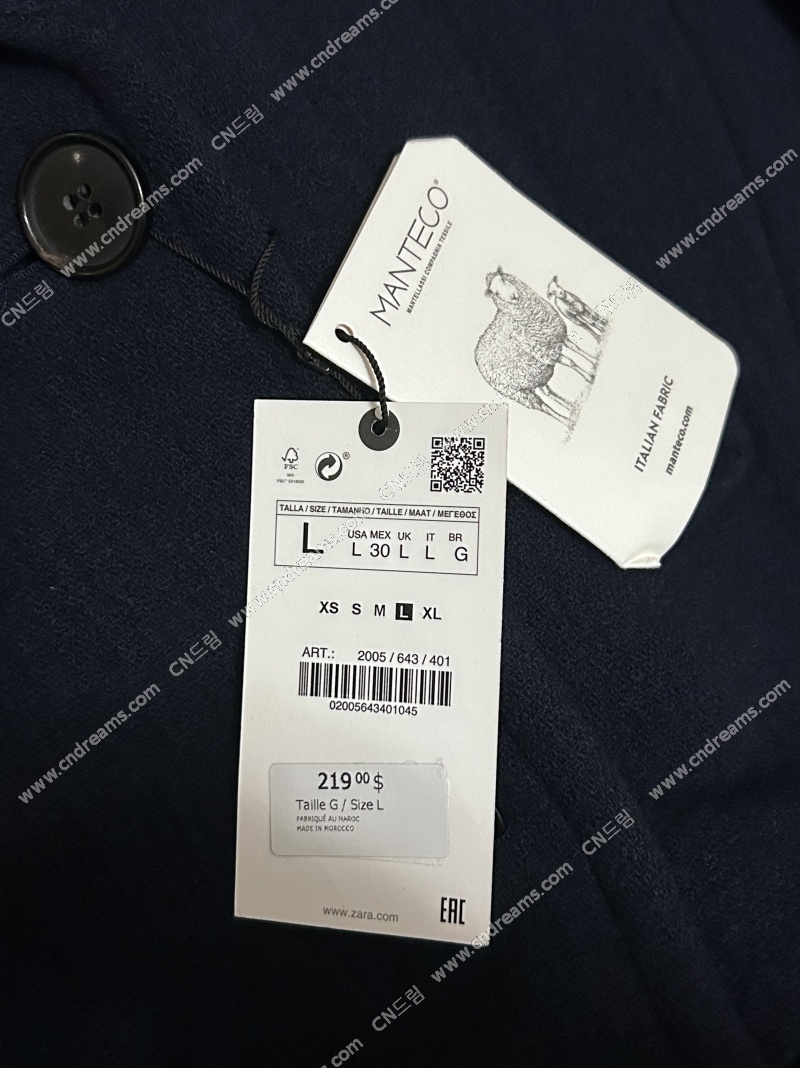 MANTECO®
MANTELLASSI COMPAGNIA TESSILE
ITALIAN FABRIC
manteco.com
FSC
MIX
®
TALLA / SIZE / TAMANHO / TAILLE / MAAT / ΜΕΓΕΘΟΣ
L
USA MEX UK IT BR
L 30 L L G
XS S M L XL
ART.: 2005 / 643 / 401
02005643401045
219 00 $
Taille G / Size L
FABRIQUÉ AU MAROC
MADE IN MOROCCO
www.zara.com
EAC
CN드림 www.cndreams.com